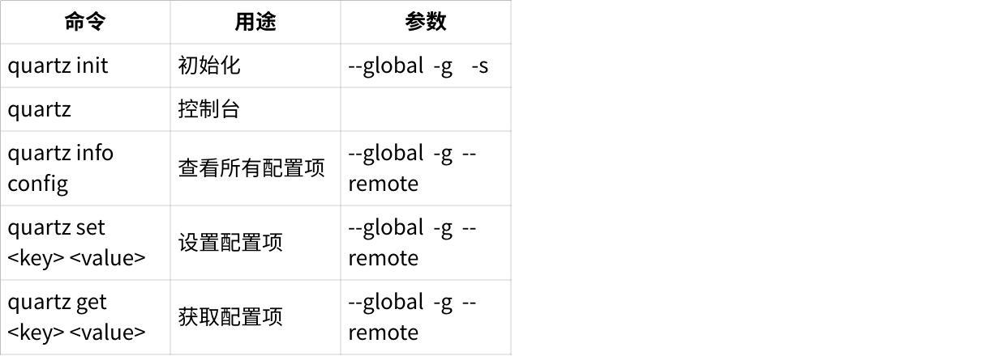 命令 用途 参数
quartz init 初始化 --global -g -s
quartz 控制台
quartz info config 查看所有配置项 --global -g --remote
quartz set <key> <value> 设置配置项 --global -g --remote
quartz get <key> <value> 获取配置项 --global -g --remote